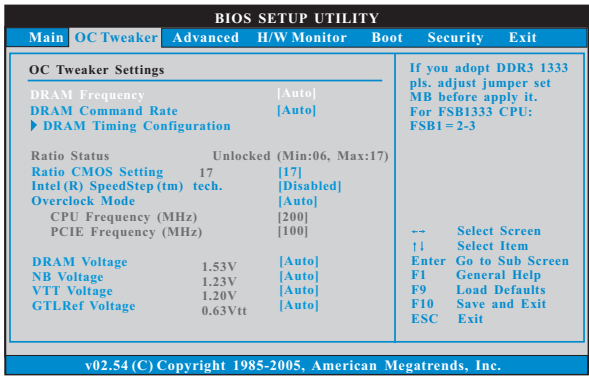 BIOS SETUP UTILITY
Main OC Tweaker Advanced H/W Monitor Boot Security Exit
OC Tweaker Settings
DRAM Frequency [Auto]
DRAM Command Rate [Auto]
DRAM Timing Configuration
Ratio Status Unlocked (Min:06, Max:17)
Ratio CMOS Setting 17 [17]
Intel (R) SpeedStep (tm) tech. [Disabled]
Overclock Mode [Auto]
CPU Frequency (MHz) [200]
PCIE Frequency (MHz) [100]
DRAM Voltage 1.53V [Auto]
NB Voltage 1.23V [Auto]
VTT Voltage 1.20V [Auto]
GTLRef Voltage 0.63Vtt [Auto]
If you adopt DDR3 1333
pls. adjust jumper set
MB before apply it.
For FSB1333 CPU:
FSB1 = 2-3
←→ Select Screen
↑↓ Select Item
Enter Go to Sub Screen
F1 General Help
F9 Load Defaults
F10 Save and Exit
ESC Exit
v02.54 (C) Copyright 1985-2005, American Megatrends, Inc.